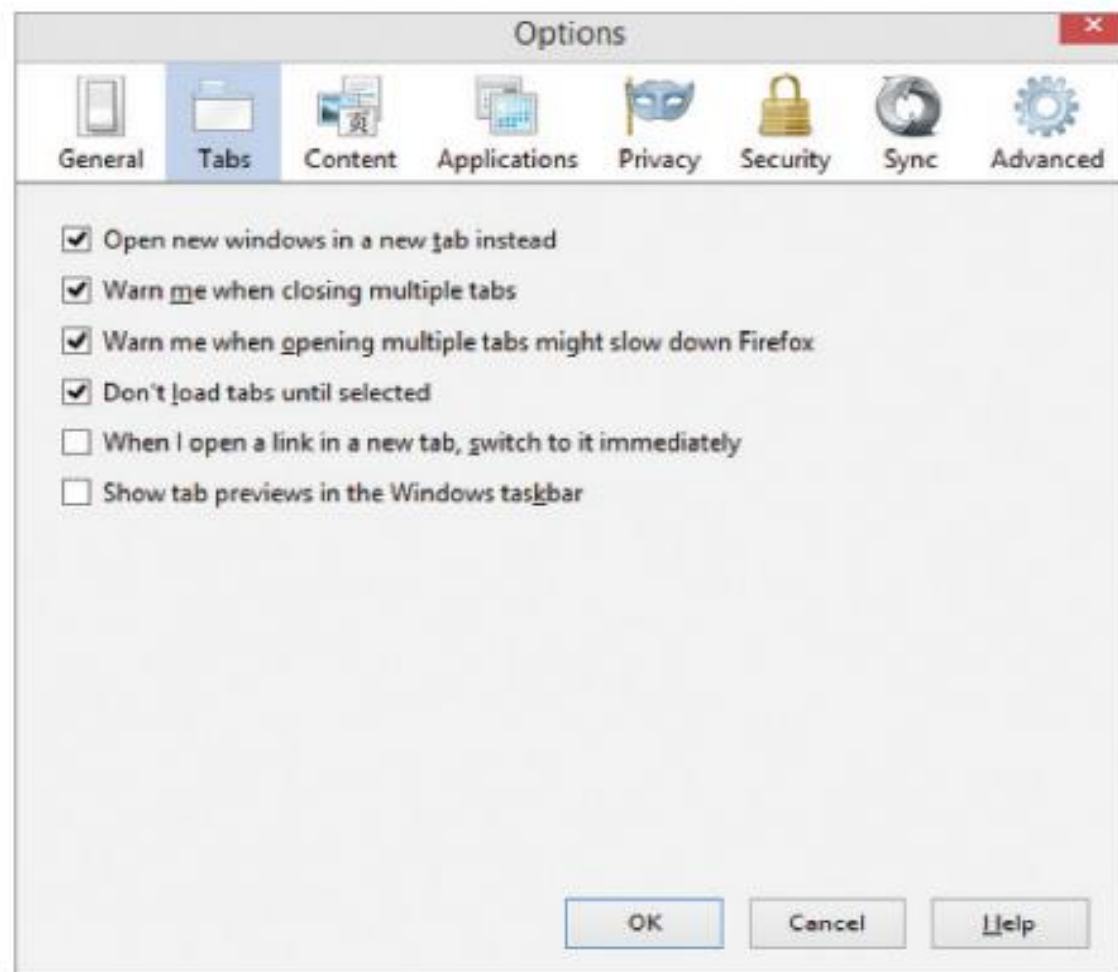 Options
General Tabs Content Applications Privacy Security Sync Advanced
Open new windows in a new tab instead
Warn me when closing multiple tabs
Warn me when opening multiple tabs might slow down Firefox
Don't load tabs until selected
When I open a link in a new tab, switch to it immediately
Show tab previews in the Windows taskbar
OK Cancel Help